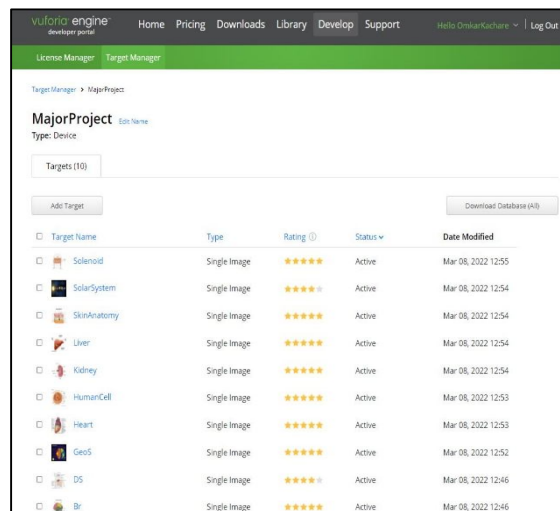 vuforia engine™ Home Pricing Downloads Library Develop Support Hello OmkarKachare Log Out
developer portal
License Manager Target Manager
Target Manager > MajorProject
MajorProject Edit Name
Type: Device
Targets (10)
Add Target Download Database (All)
Target Name Type Rating Status Date Modified
Solenoid Single Image Active Mar 08, 2022 12:55
SolarSystem Single Image Active Mar 08, 2022 12:54
SkinAnatomy Single Image Active Mar 08, 2022 12:54
Liver Single Image Active Mar 08, 2022 12:54
Kidney Single Image Active Mar 08, 2022 12:54
HumanCell Single Image Active Mar 08, 2022 12:53
Heart Single Image Active Mar 08, 2022 12:53
GeoS Single Image Active Mar 08, 2022 12:52
DS Single Image Active Mar 08, 2022 12:46
Br Single Image Active Mar 08, 2022 12:46